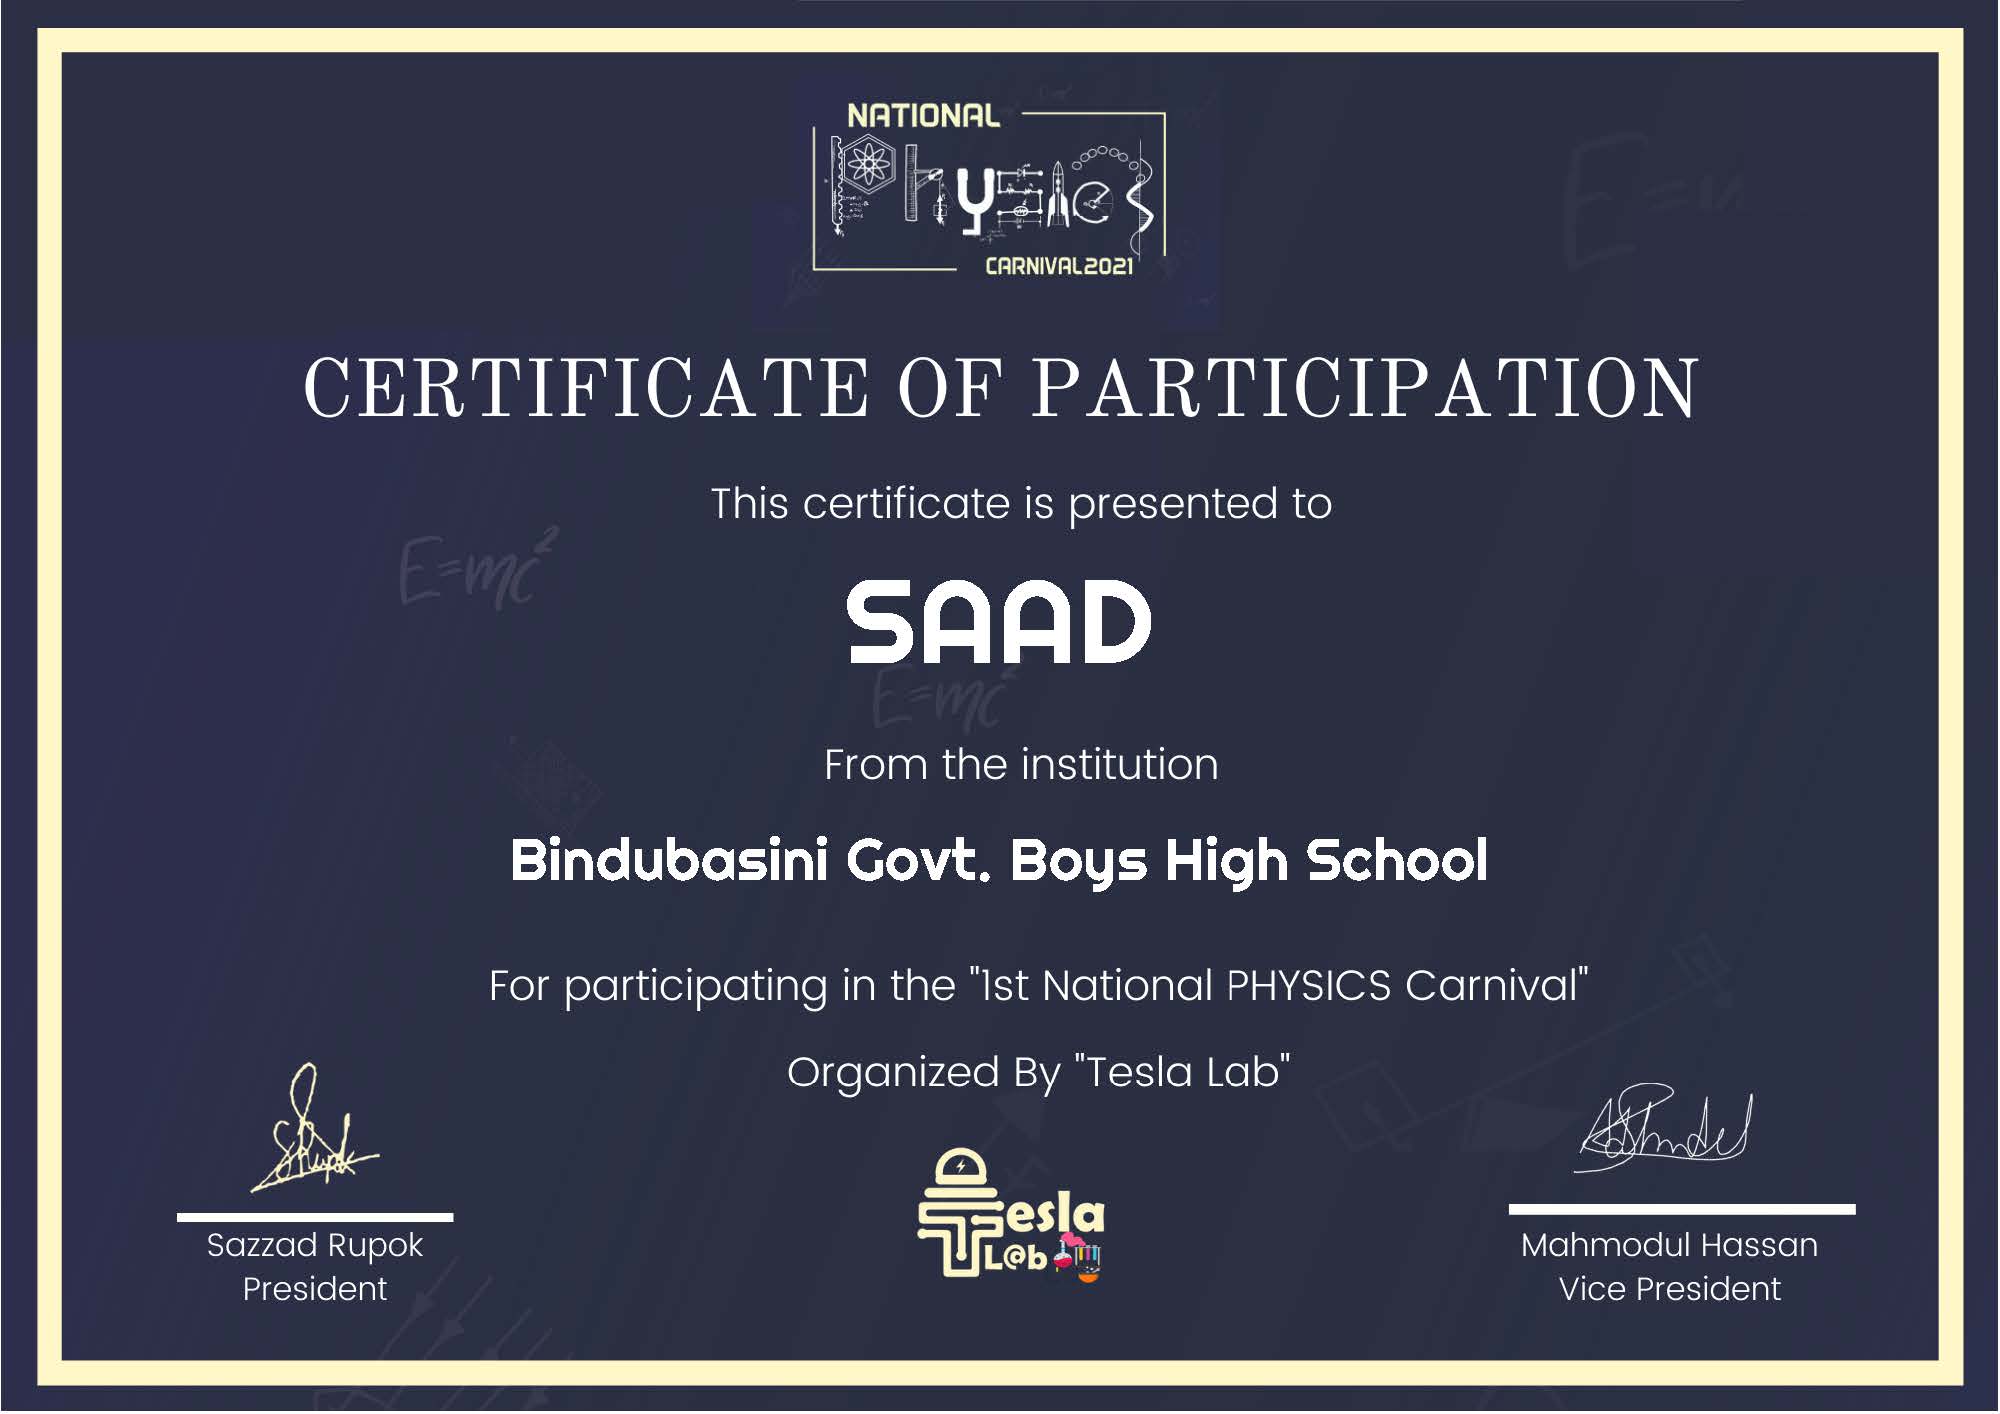 NATIONAL
Physics
CARNIVAL2021
E=m
CERTIFICATE OF PARTICIPATION
This certificate is presented to
E=mc²
SAAD
E=mc²
From the institution
Bindubasini Govt. Boys High School
For participating in the "1st National PHYSICS Carnival"
Organized By "Tesla Lab"
Tesla
L@b
Sazzad Rupok
President
Mahmodul Hassan
Vice President